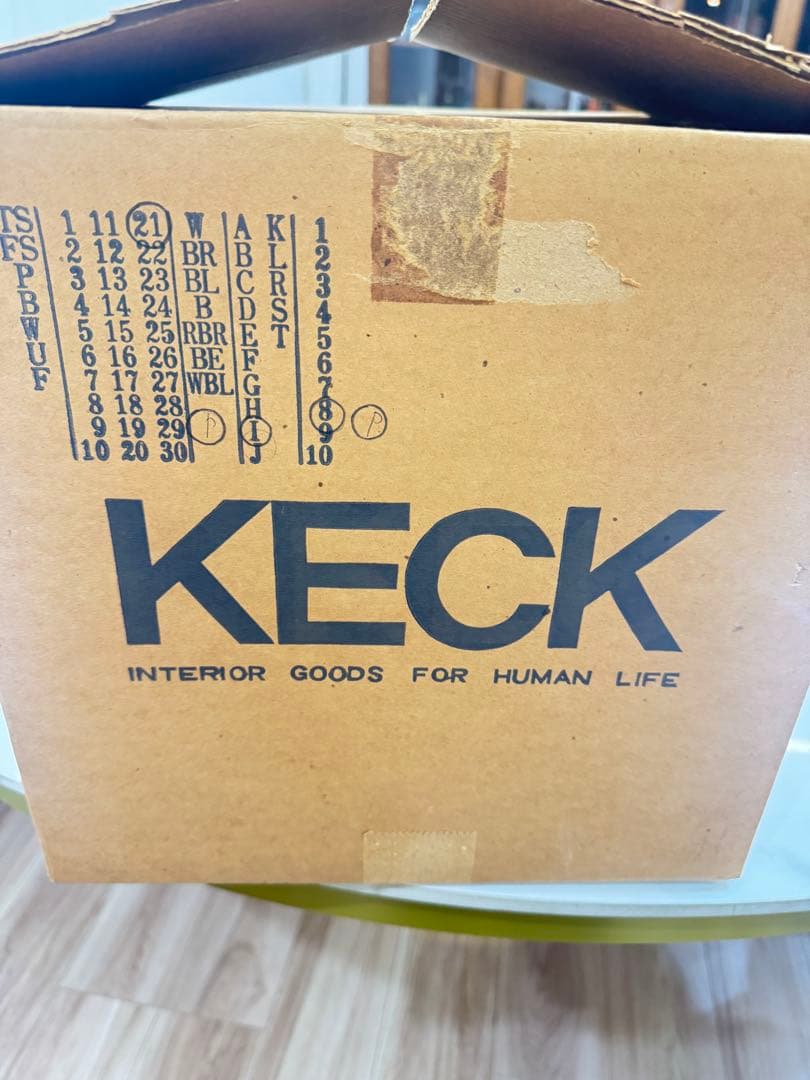 TS 1 11 21 W A K 1
FS 2 12 22 BR B L 2
P 3 13 23 BL C R 3
B 4 14 24 B D S 4
W 5 15 25 RBR E T 5
U 6 16 26 BE F 6
F 7 17 27 WBL G 7
8 18 28 H 8
9 19 29 P I 9 P
10 20 30 J 10
KECK
INTERIOR GOODS FOR HUMAN LIFE